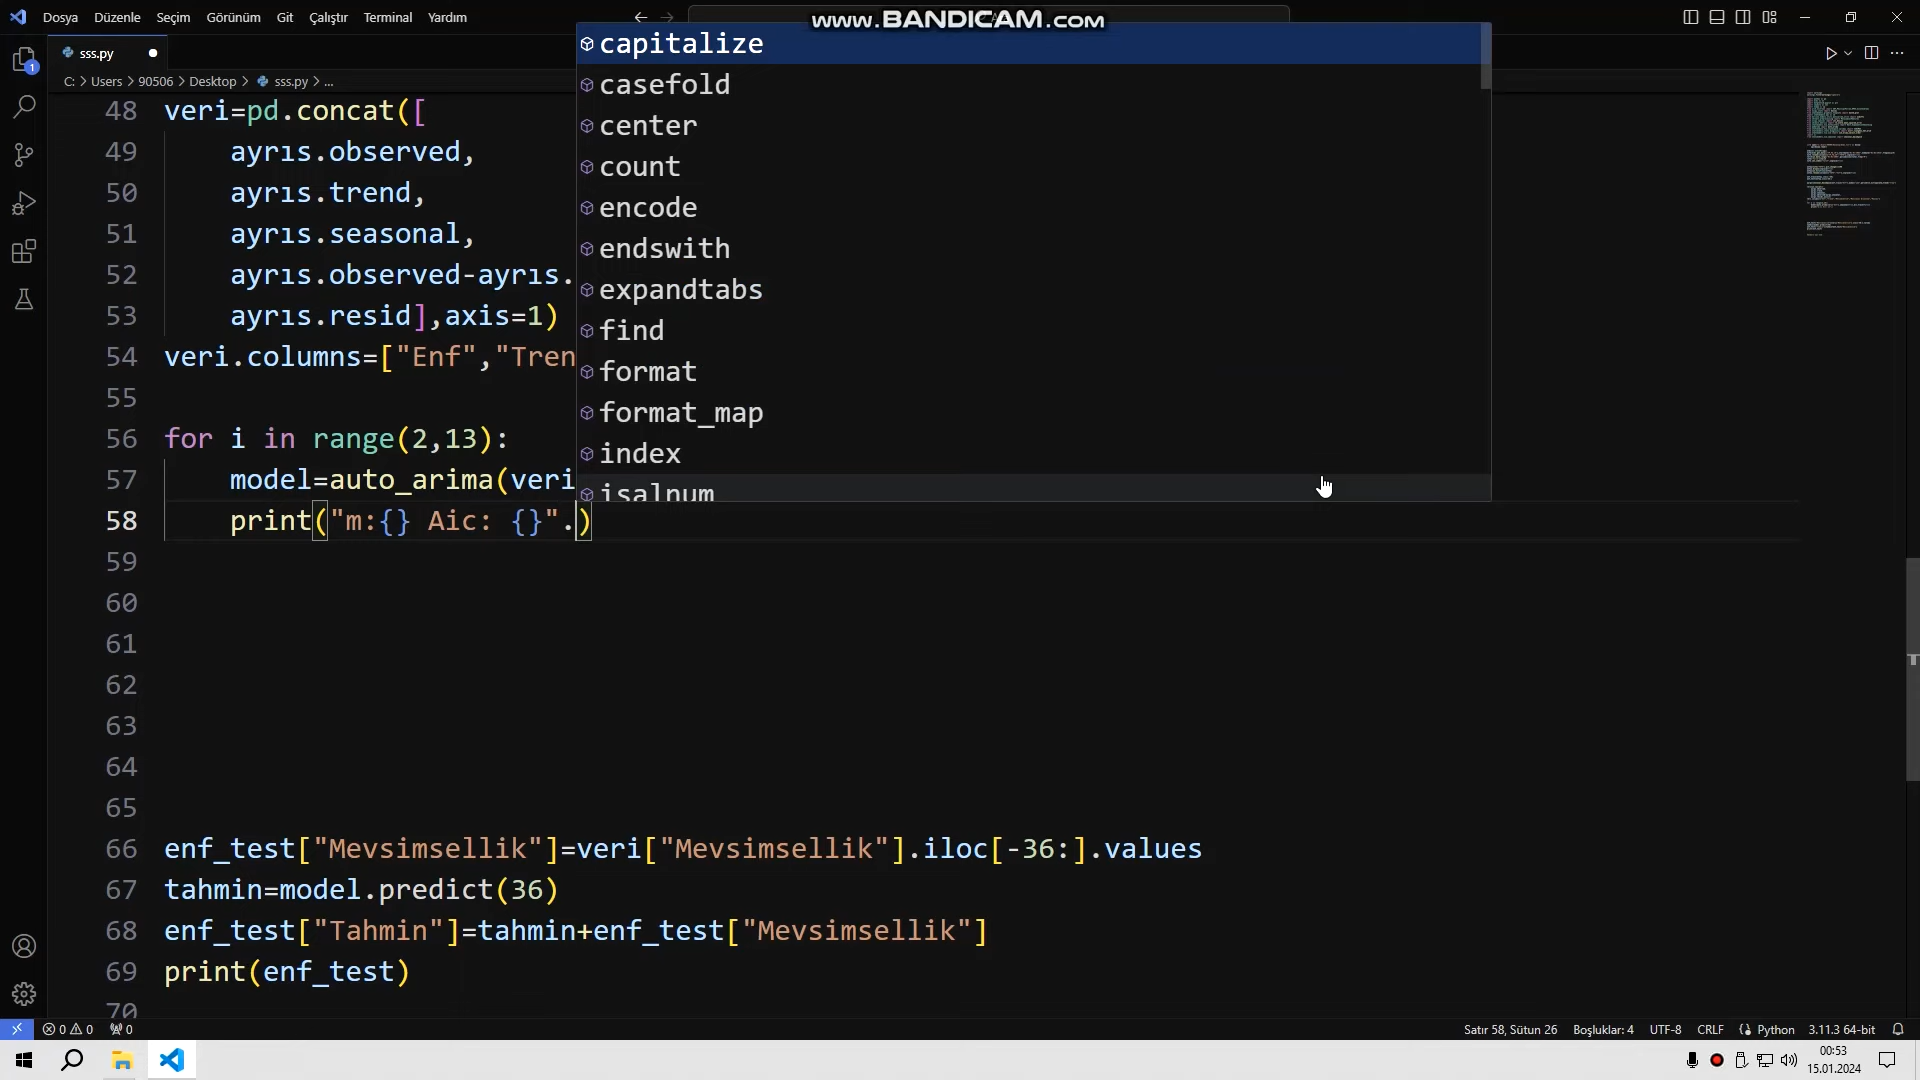 Dosya Düzenle Seçim Görünüm Git Çalıştır Terminal Yardım
www.BANDICAM.com
sss.py
C: > Users > 90506 > Desktop > sss.py > ...
48 veri=pd.concat([
49 ayrıs.observed,
50 ayrıs.trend,
51 ayrıs.seasonal,
52 ayrıs.observed-ayrıs.
53 ayrıs.resid],axis=1)
54 veri.columns=["Enf","Tren
55
56 for i in range(2,13):
57 model=auto_arima(veri
58 print("m:{} Aic: {}".)
capitalize
casefold
center
count
encode
endswith
expandtabs
find
format
format_map
index
isalnum
59
60
61
62
63
64
65
66 enf_test["Mevsimsellik"]=veri["Mevsimsellik"].iloc[-36:].values
67 tahmin=model.predict(36)
68 enf_test["Tahmin"]=tahmin+enf_test["Mevsimsellik"]
69 print(enf_test)
70
0 0 0 Satır 58, Sütun 26 Boşluklar: 4 UTF-8 CRLF Python 3.11.3 64-bit
00:53
15.01.2024
1